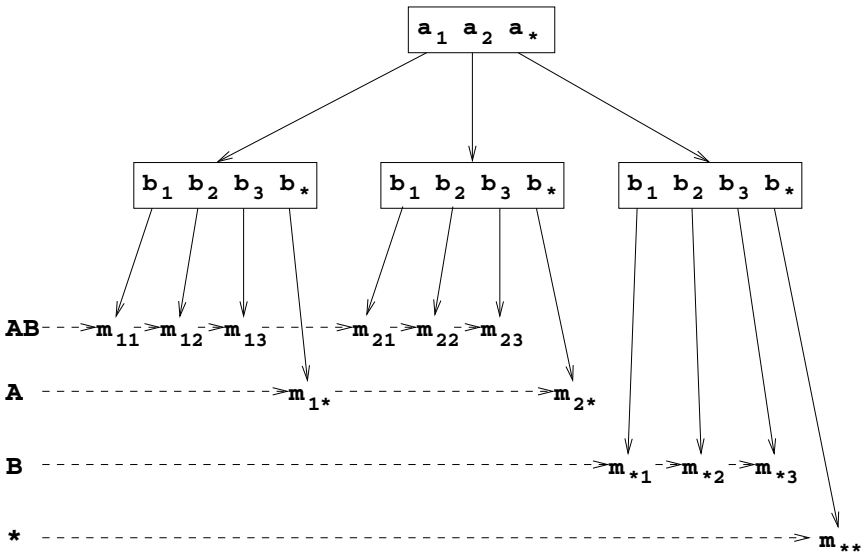 a₁ a₂ a*
b₁ b₂ b₃ b* b₁ b₂ b₃ b* b₁ b₂ b₃ b*
AB m₁₁ m₁₂ m₁₃ m₂₁ m₂₂ m₂₃
A m₁* m₂*
B m*₁ m*₂ m*₃
* m**